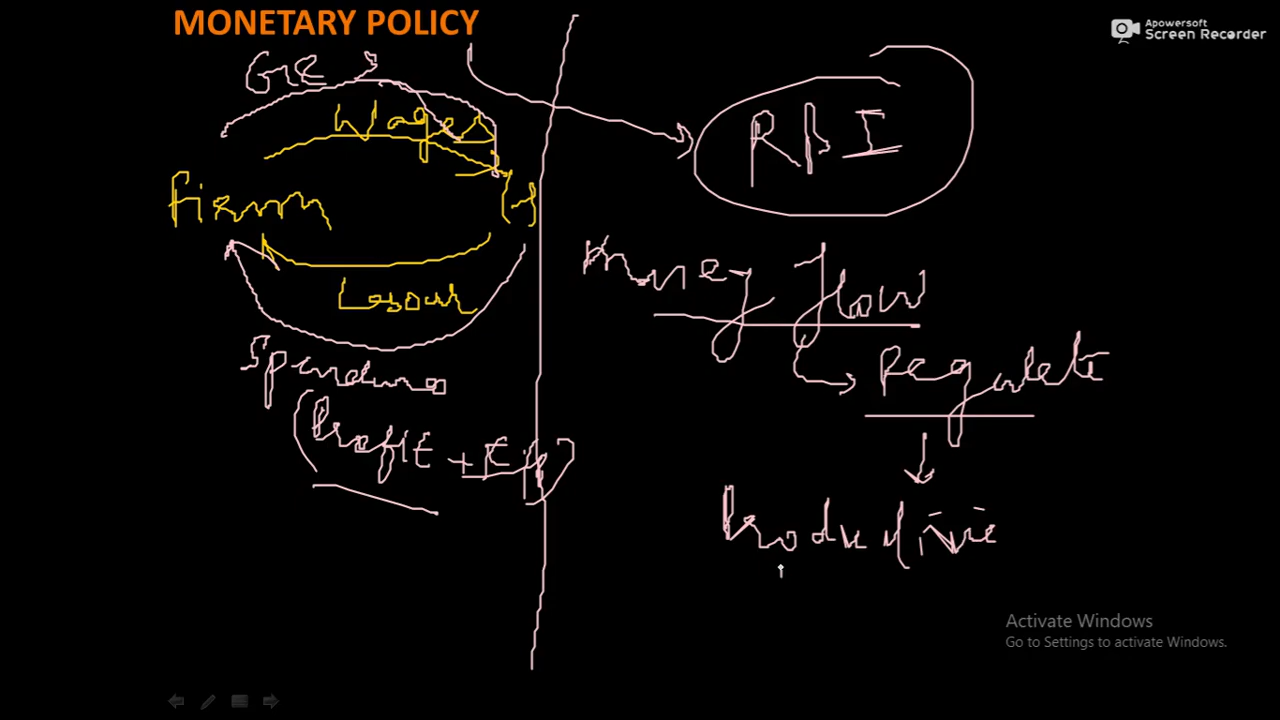 MONETARY POLICY
Apowersoft
Screen Recorder
G & S
Wages
RBI
firm
H
Money flow
Labour
Regulate
Spending
(Profit + E
Productive
Activate Windows
Go to Settings to activate Windows.